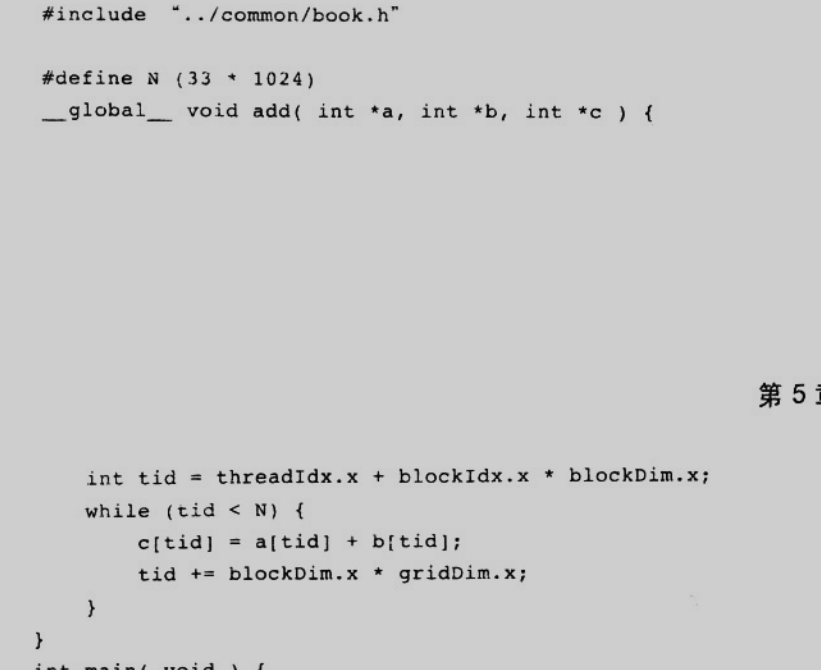 #include "../common/book.h"
#define N (33 * 1024)
__global__ void add( int *a, int *b, int *c ) {
第 5
int tid = threadIdx.x + blockIdx.x * blockDim.x;
while (tid < N) {
c[tid] = a[tid] + b[tid];
tid += blockDim.x * gridDim.x;
}
}
int main( void ) {